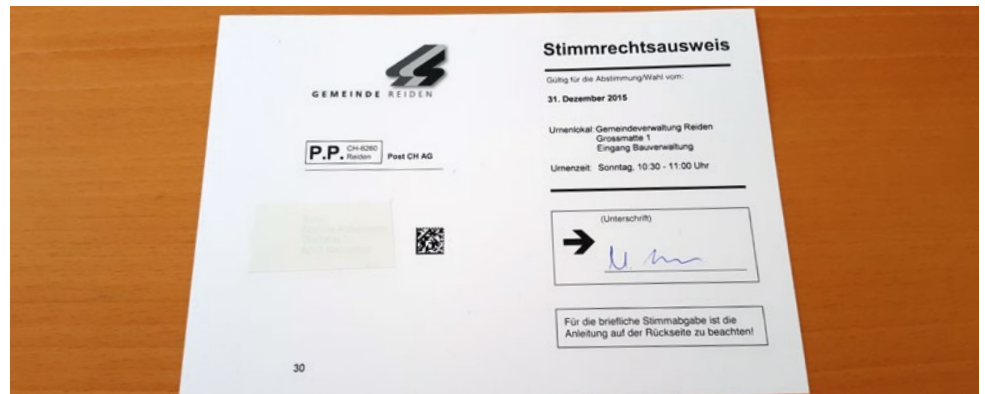 GEMEINDE REIDEN
P.P. CH-6260
Reiden
Post CH AG
30
Stimmrechtsausweis
Gültig für die Abstimmung/Wahl vom:
31. Dezember 2015
Urnenlokal: Gemeindeverwaltung Reiden
Grossmatte 1
Eingang Bauverwaltung
Urnenzeit: Sonntag, 10:30 - 11:00 Uhr
(Unterschrift)
Für die briefliche Stimmabgabe ist die
Anleitung auf der Rückseite zu beachten!